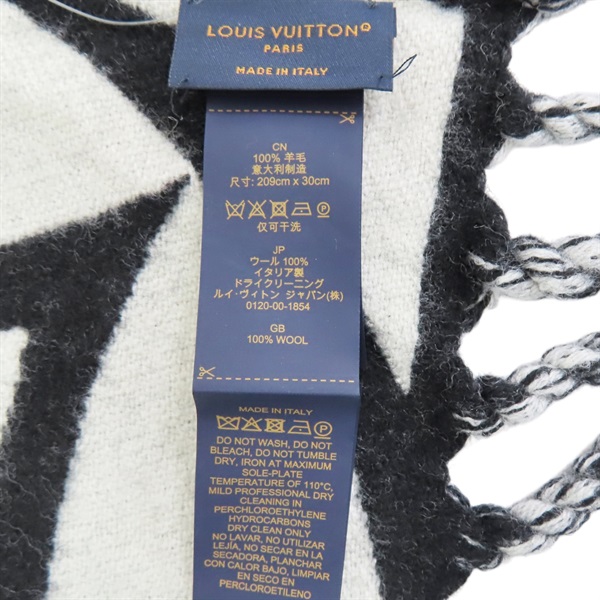 LOUIS VUITTON®
PARIS
MADE IN ITALY
CN
100% 羊毛
意大利制造
尺寸: 209cm x 30cm
P
仅可干洗
JP
ウール 100%
イタリア製
ドライクリーニング
ルイ・ヴィトン ジャパン(株)
0120-00-1854
GB
100% WOOL
MADE IN ITALY
P
DO NOT WASH, DO NOT
BLEACH, DO NOT TUMBLE
DRY, IRON AT MAXIMUM
SOLE-PLATE
TEMPERATURE OF 110°C,
MILD PROFESSIONAL DRY
CLEANING IN
PERCHLOROETHYLENE
HYDROCARBONS
DRY CLEAN ONLY
NO LAVAR, NO UTILIZAR
LEJÍA, NO SECAR EN LA
SECADORA, PLANCHAR
CON CALOR BAJO, LIMPIAR
EN SECO EN
PERCLOROETILENO